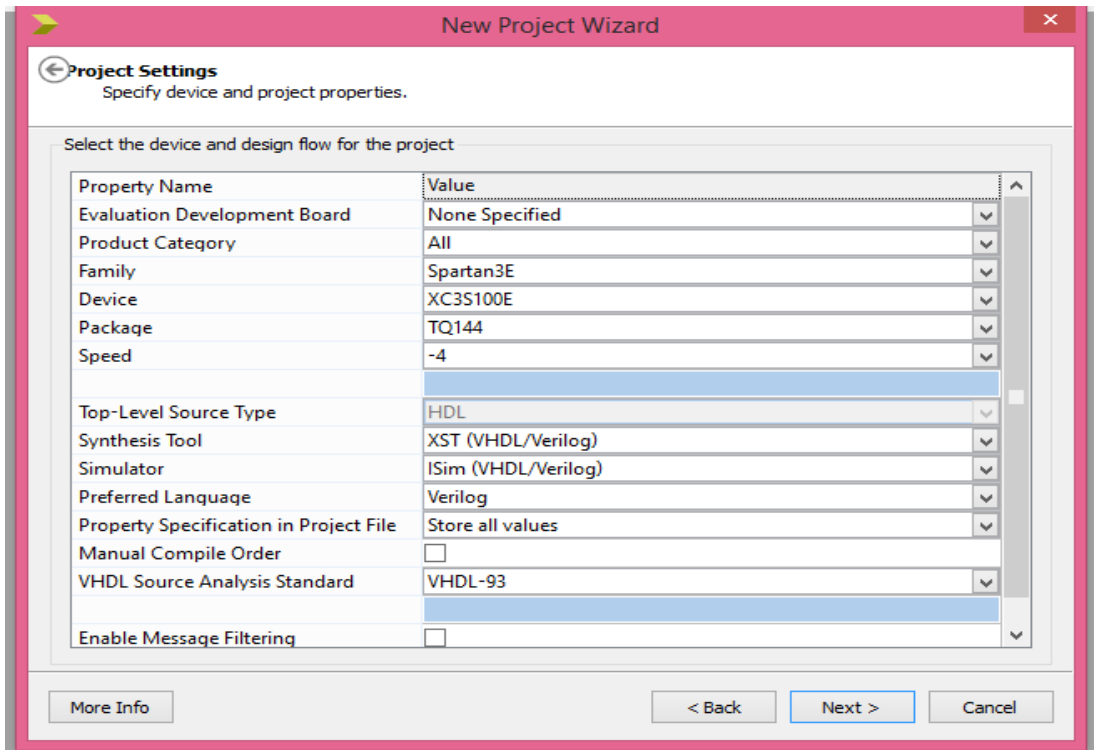 New Project Wizard
Project Settings
Specify device and project properties.
Select the device and design flow for the project
Property Name Value
Evaluation Development Board None Specified
Product Category All
Family Spartan3E
Device XC3S100E
Package TQ144
Speed -4
Top-Level Source Type HDL
Synthesis Tool XST (VHDL/Verilog)
Simulator ISim (VHDL/Verilog)
Preferred Language Verilog
Property Specification in Project File Store all values
Manual Compile Order
VHDL Source Analysis Standard VHDL-93
Enable Message Filtering
More Info < Back Next > Cancel